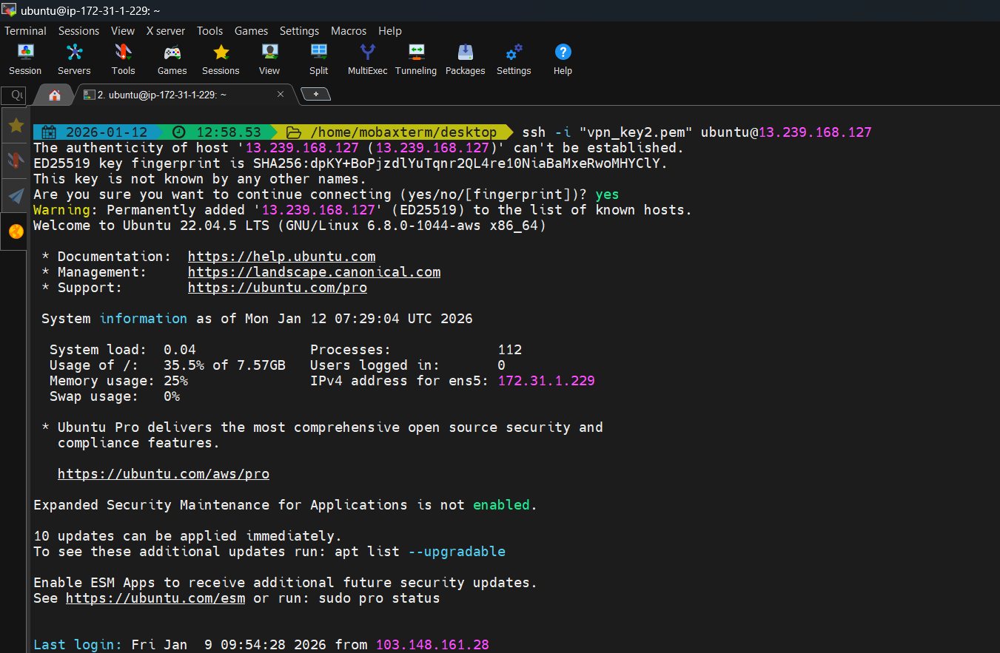 ubuntu@ip-172-31-1-229: ~
Terminal Sessions View X server Tools Games Settings Macros Help
Session Servers Tools Games Sessions View Split MultiExec Tunneling Packages Settings Help
2. ubuntu@ip-172-31-1-229: ~
2026-01-12 12:58.53 /home/mobaxterm/desktop ssh -i "vpn_key2.pem" ubuntu@13.239.168.127
The authenticity of host '13.239.168.127 (13.239.168.127)' can't be established.
ED25519 key fingerprint is SHA256:dpKY+BoPjzdlYuTqnr2QL4re10NiaBaMxeRwoMHYClY.
This key is not known by any other names.
Are you sure you want to continue connecting (yes/no/[fingerprint])? yes
Warning: Permanently added '13.239.168.127' (ED25519) to the list of known hosts.
Welcome to Ubuntu 22.04.5 LTS (GNU/Linux 6.8.0-1044-aws x86_64)
* Documentation: https://help.ubuntu.com
* Management: https://landscape.canonical.com
* Support: https://ubuntu.com/pro
System information as of Mon Jan 12 07:29:04 UTC 2026
System load: 0.04 Processes: 112
Usage of /: 35.5% of 7.57GB Users logged in: 0
Memory usage: 25% IPv4 address for ens5: 172.31.1.229
Swap usage: 0%
* Ubuntu Pro delivers the most comprehensive open source security and
compliance features.
https://ubuntu.com/aws/pro
Expanded Security Maintenance for Applications is not enabled.
10 updates can be applied immediately.
To see these additional updates run: apt list --upgradable
Enable ESM Apps to receive additional future security updates.
See https://ubuntu.com/esm or run: sudo pro status
Last login: Fri Jan  9 09:54:28 2026 from 103.148.161.28